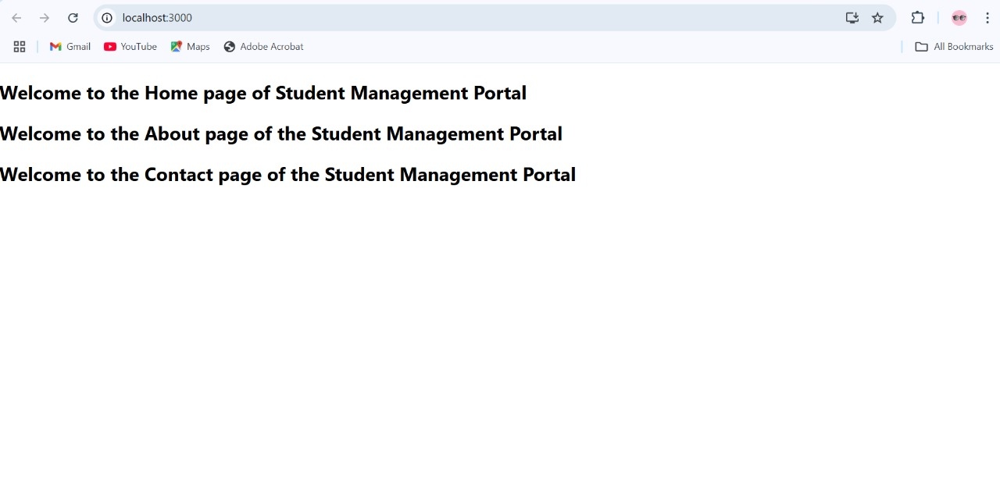 localhost:3000
Gmail YouTube Maps Adobe Acrobat All Bookmarks
Welcome to the Home page of Student Management Portal
Welcome to the About page of the Student Management Portal
Welcome to the Contact page of the Student Management Portal